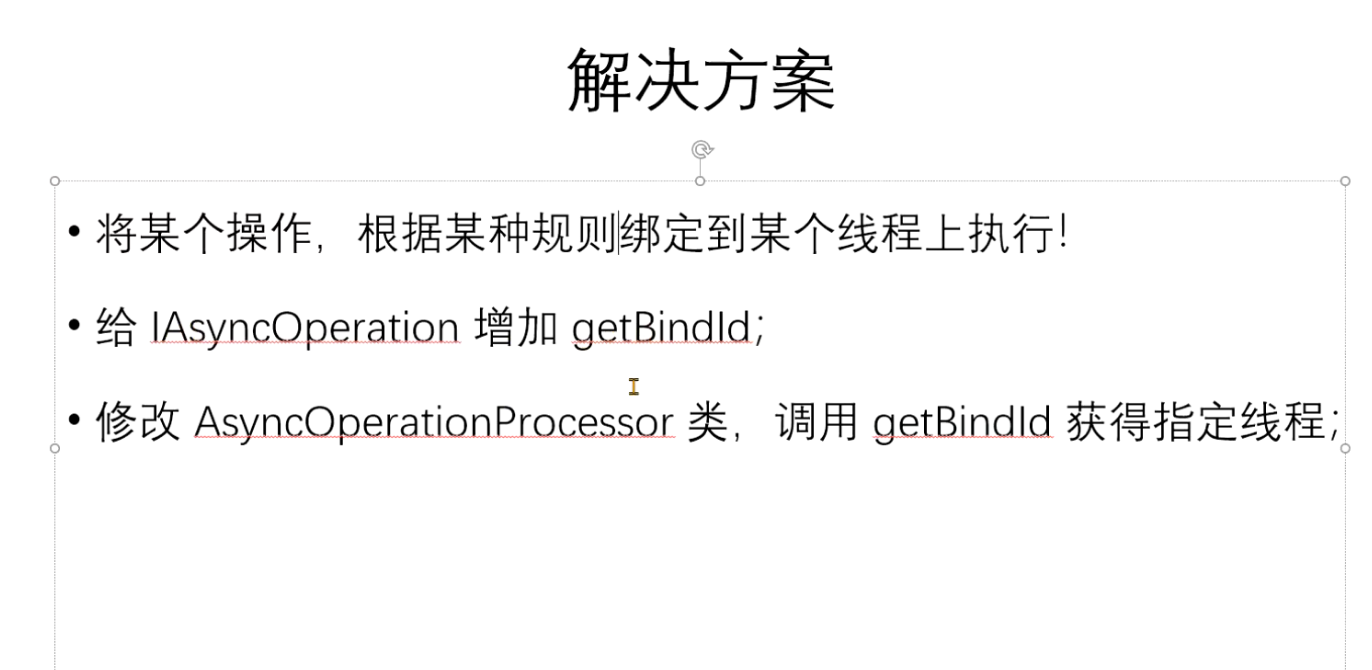 解决方案
• 将某个操作，根据某种规则绑定到某个线程上执行！
• 给 IAsyncOperation 增加 getBindId；
• 修改 AsyncOperationProcessor 类，调用 getBindId 获得指定线程；